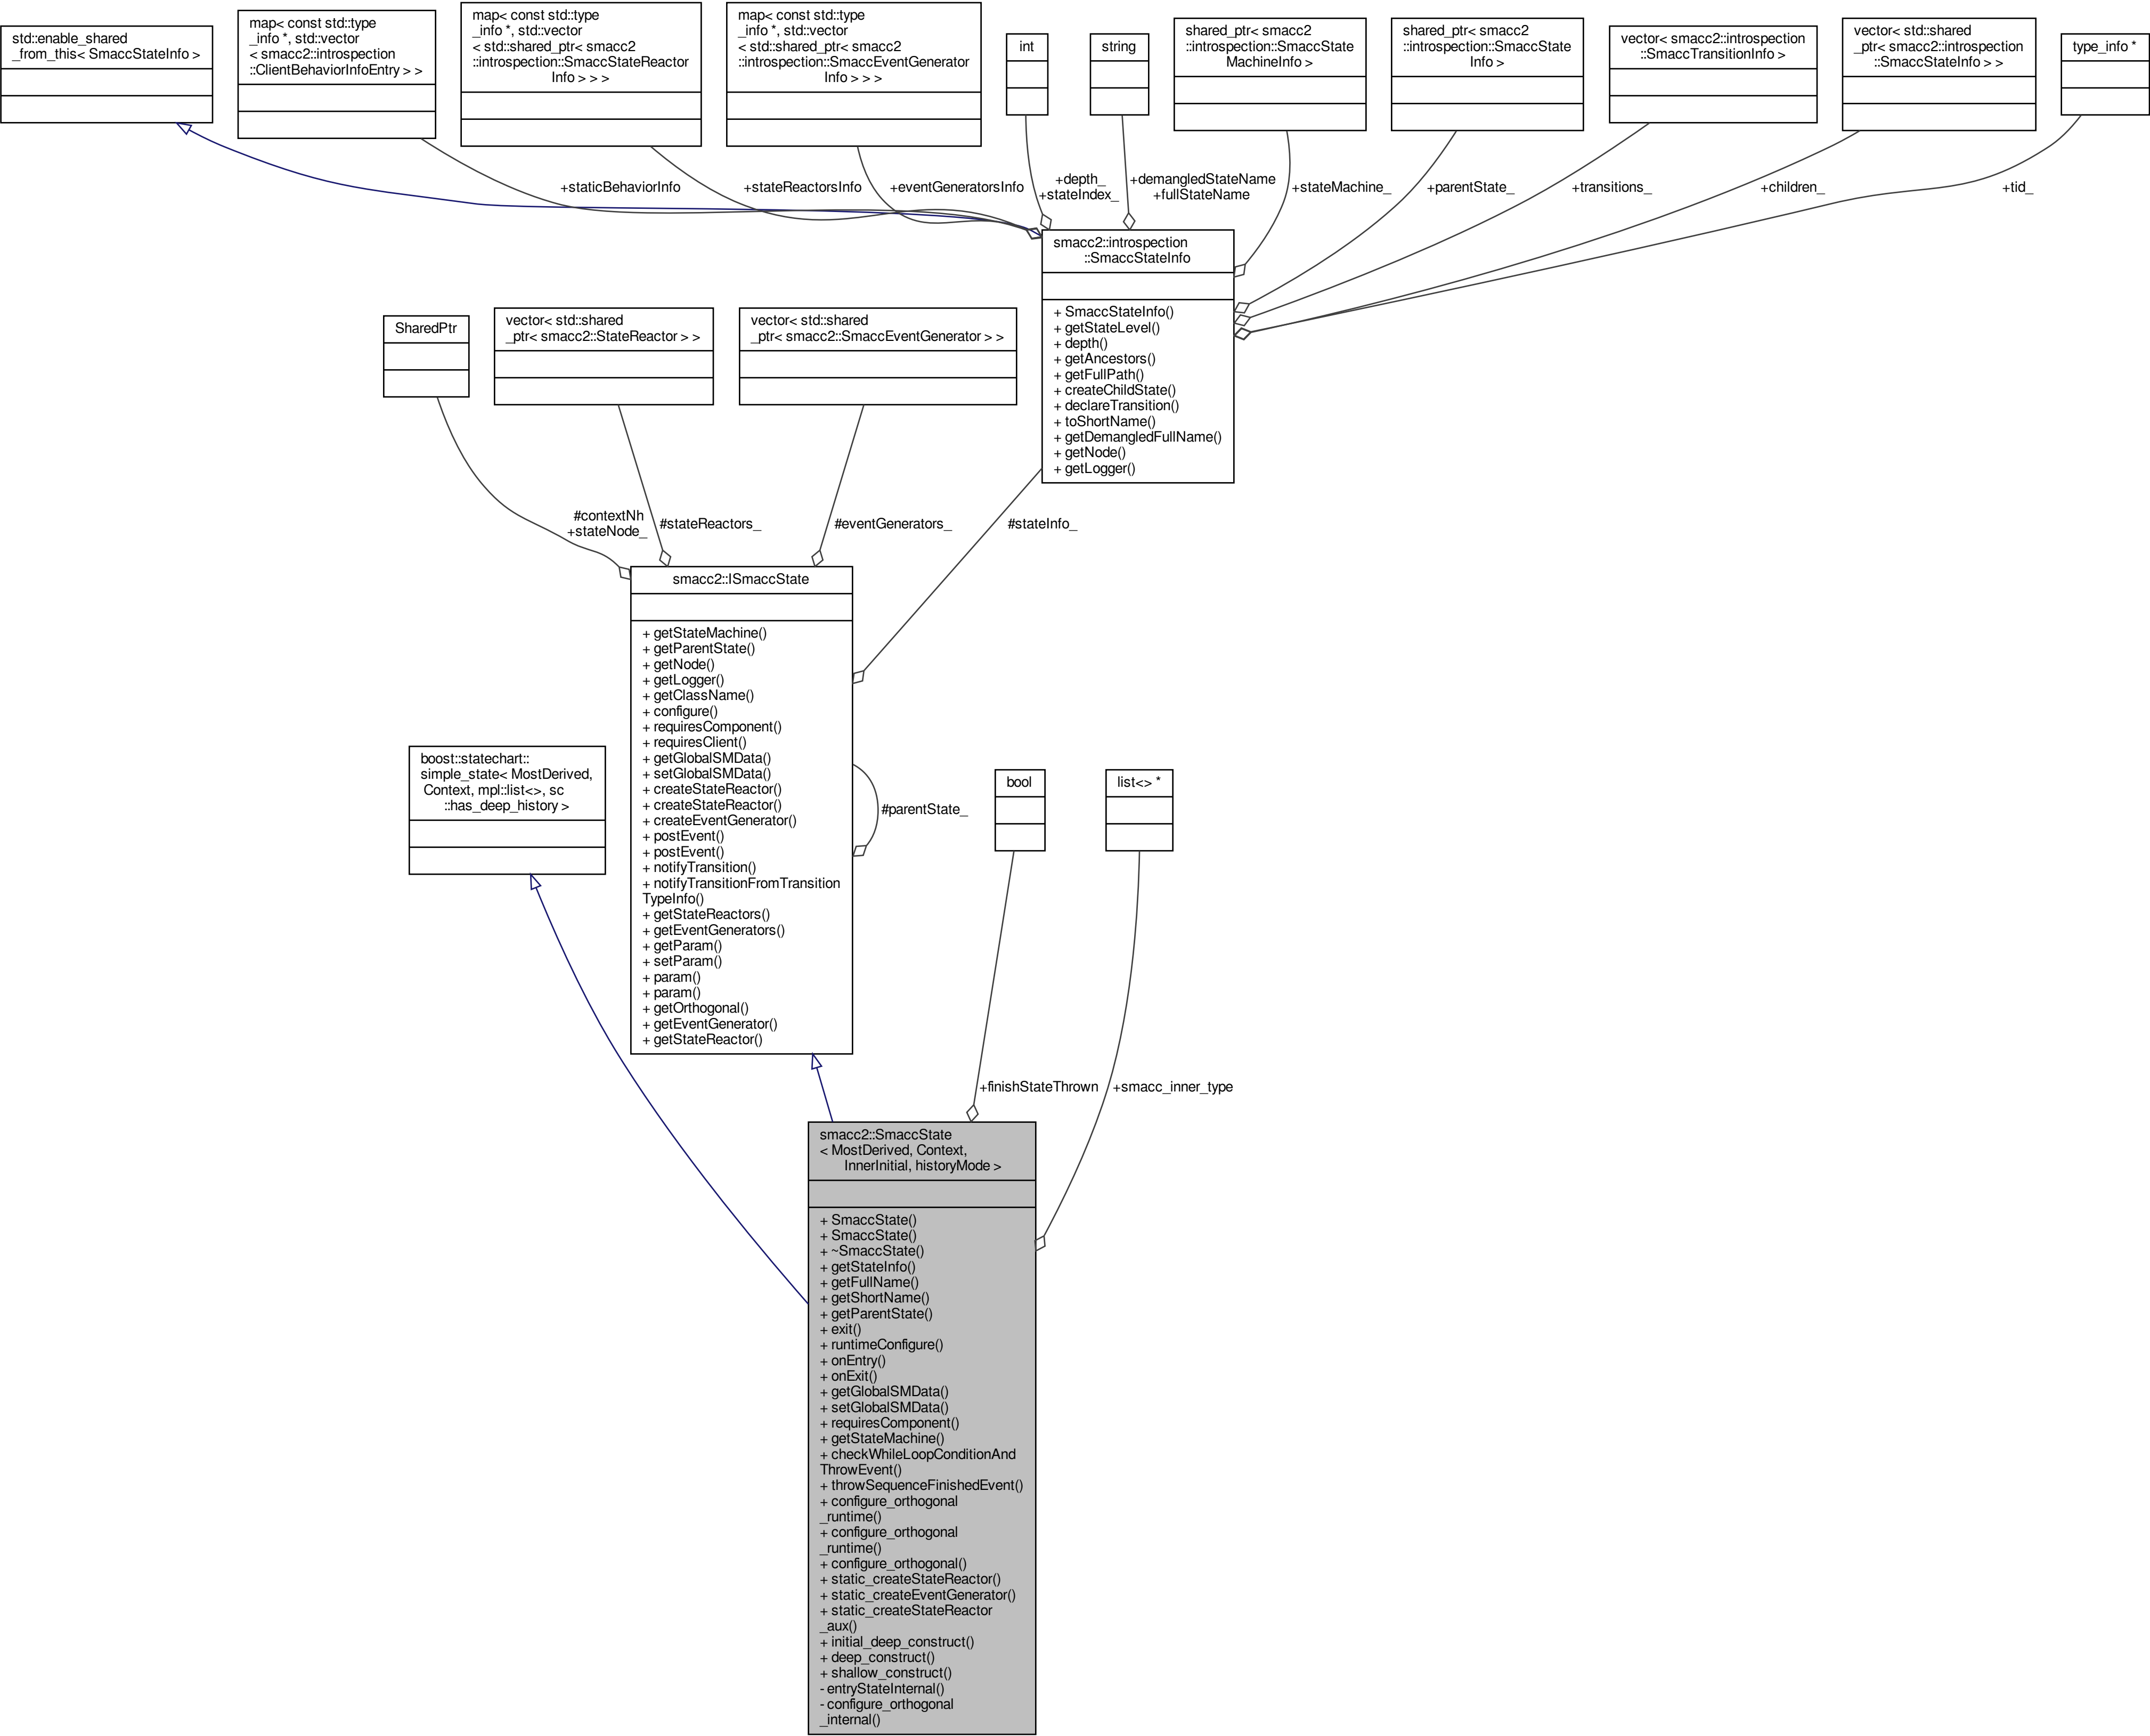 std::enable_shared
_from_this< SmaccStateInfo >
map< const std::type
_info *, std::vector
< smacc2::introspection
::ClientBehaviorInfoEntry > >
map< const std::type
_info *, std::vector
< std::shared_ptr< smacc2
::introspection::SmaccStateReactor
Info > > >
map< const std::type
_info *, std::vector
< std::shared_ptr< smacc2
::introspection::SmaccEventGenerator
Info > > >
int
string
shared_ptr< smacc2
::introspection::SmaccState
MachineInfo >
shared_ptr< smacc2
::introspection::SmaccState
Info >
vector< smacc2::introspection
::SmaccTransitionInfo >
vector< std::shared
_ptr< smacc2::introspection
::SmaccStateInfo > >
type_info *
+staticBehaviorInfo
+stateReactorsInfo
+eventGeneratorsInfo
+depth_
+stateIndex_
+demangledStateName
+fullStateName
+stateMachine_
+parentState_
+transitions_
+children_
+tid_
smacc2::introspection
::SmaccStateInfo
+ SmaccStateInfo()
+ getStateLevel()
+ depth()
+ getAncestors()
+ getFullPath()
+ createChildState()
+ declareTransition()
+ toShortName()
+ getDemangledFullName()
+ getNode()
+ getLogger()
SharedPtr
vector< std::shared
_ptr< smacc2::StateReactor > >
vector< std::shared
_ptr< smacc2::SmaccEventGenerator > >
#contextNh
+stateNode_
#stateReactors_
#eventGenerators_
#stateInfo_
smacc2::ISmaccState
+ getStateMachine()
+ getParentState()
+ getNode()
+ getLogger()
+ getClassName()
+ configure()
+ requiresComponent()
+ requiresClient()
+ getGlobalSMData()
+ setGlobalSMData()
+ createStateReactor()
+ createStateReactor()
+ createEventGenerator()
+ postEvent()
+ postEvent()
+ notifyTransition()
+ notifyTransitionFromTransition
TypeInfo()
+ getStateReactors()
+ getEventGenerators()
+ getParam()
+ setParam()
+ param()
+ param()
+ getOrthogonal()
+ getEventGenerator()
+ getStateReactor()
#parentState_
boost::statechart::
simple_state< MostDerived,
Context, mpl::list<>, sc
::has_deep_history >
bool
list<> *
+finishStateThrown
+smacc_inner_type
smacc2::SmaccState
< MostDerived, Context,
InnerInitial, historyMode >
+ SmaccState()
+ SmaccState()
+ ~SmaccState()
+ getStateInfo()
+ getFullName()
+ getShortName()
+ getParentState()
+ exit()
+ runtimeConfigure()
+ onEntry()
+ onExit()
+ getGlobalSMData()
+ setGlobalSMData()
+ requiresComponent()
+ getStateMachine()
+ checkWhileLoopConditionAnd
ThrowEvent()
+ throwSequenceFinishedEvent()
+ configure_orthogonal
_runtime()
+ configure_orthogonal
_runtime()
+ configure_orthogonal()
+ static_createStateReactor()
+ static_createEventGenerator()
+ static_createStateReactor
_aux()
+ initial_deep_construct()
+ deep_construct()
+ shallow_construct()
- entryStateInternal()
- configure_orthogonal
_internal()